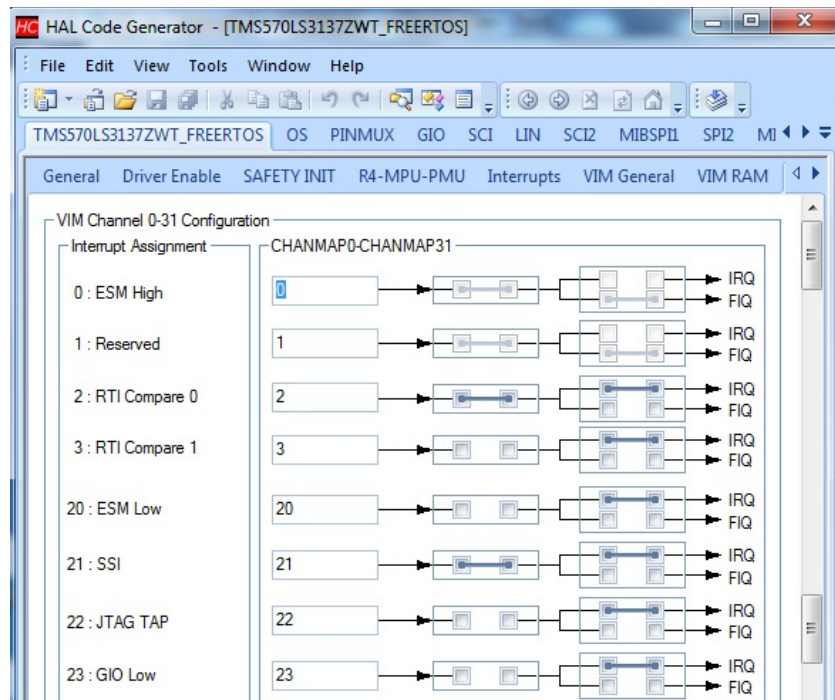 HC HAL Code Generator - [TMS570LS3137ZWT_FREERTOS]
File Edit View Tools Window Help
TMS570LS3137ZWT_FREERTOS OS PINMUX GIO SCI LIN SCI2 MIBSPI1 SPI2 MI
General Driver Enable SAFETY INIT R4-MPU-PMU Interrupts VIM General VIM RAM
VIM Channel 0-31 Configuration
Interrupt Assignment CHANMAP0-CHANMAP31
0 : ESM High 0 IRQ
FIQ
1 : Reserved 1 IRQ
FIQ
2 : RTI Compare 0 2 IRQ
FIQ
3 : RTI Compare 1 3 IRQ
FIQ
20 : ESM Low 20 IRQ
FIQ
21 : SSI 21 IRQ
FIQ
22 : JTAG TAP 22 IRQ
FIQ
23 : GIO Low 23 IRQ
FIQ